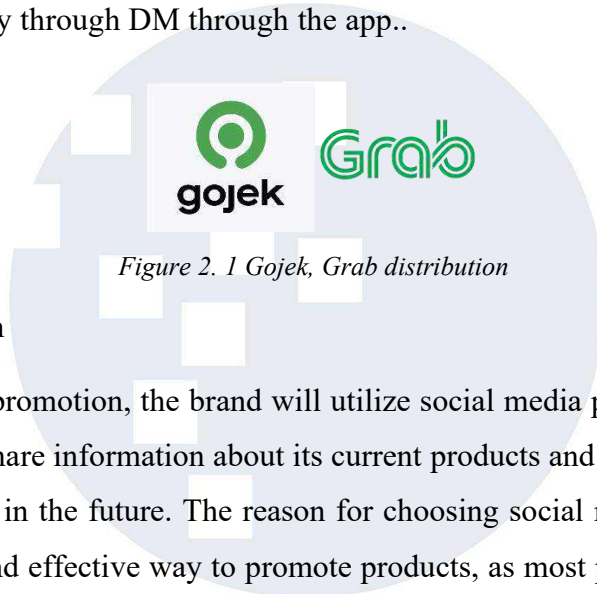 y through DM through the app..
gojek
Grab
Figure 2. 1 Gojek, Grab distribution
promotion, the brand will utilize social media
information about its current products and
in the future. The reason for choosing social
effective way to promote products, as most